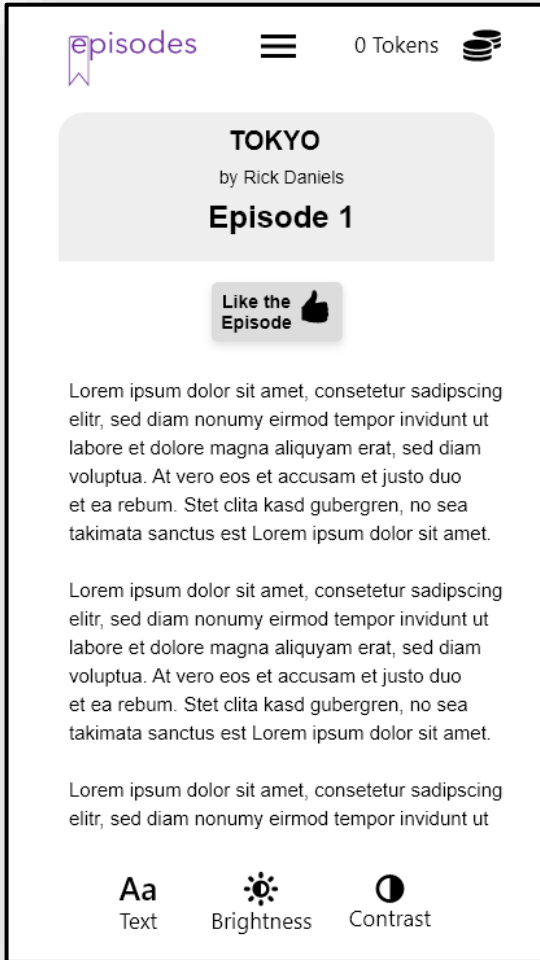 episodes
0 Tokens
TOKYO
by Rick Daniels
Episode 1
Like the
Episode
Lorem ipsum dolor sit amet, consetetur sadipscing
elitr, sed diam nonumy eirmod tempor invidunt ut
labore et dolore magna aliquyam erat, sed diam
voluptua. At vero eos et accusam et justo duo
et ea rebum. Stet clita kasd gubergren, no sea
takimata sanctus est Lorem ipsum dolor sit amet.
Lorem ipsum dolor sit amet, consetetur sadipscing
elitr, sed diam nonumy eirmod tempor invidunt ut
labore et dolore magna aliquyam erat, sed diam
voluptua. At vero eos et accusam et justo duo
et ea rebum. Stet clita kasd gubergren, no sea
takimata sanctus est Lorem ipsum dolor sit amet.
Lorem ipsum dolor sit amet, consetetur sadipscing
elitr, sed diam nonumy eirmod tempor invidunt ut
Aa
Text
Brightness
Contrast